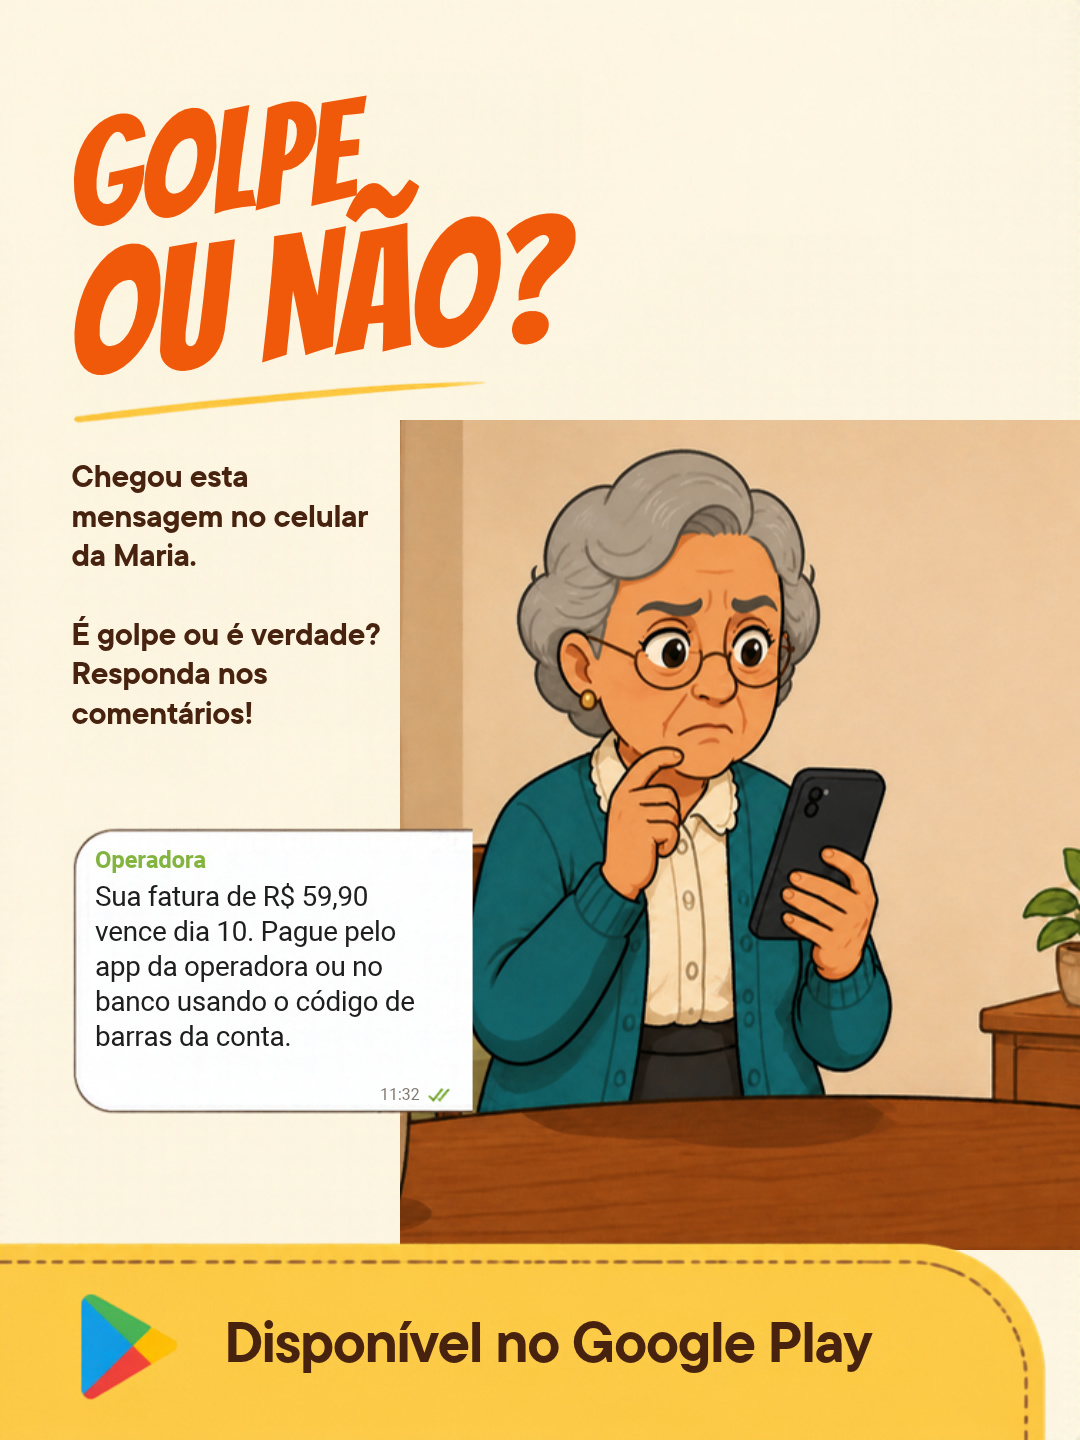 GOLPE
OU NÃO?
Chegou esta
mensagem no celular
da Maria.
É golpe ou é verdade?
Responda nos
comentários!
Operadora
Sua fatura de R$ 59,90
vence dia 10. Pague pelo
app da operadora ou no
banco usando o código de
barras da conta.
11:32
Disponível no Google Play